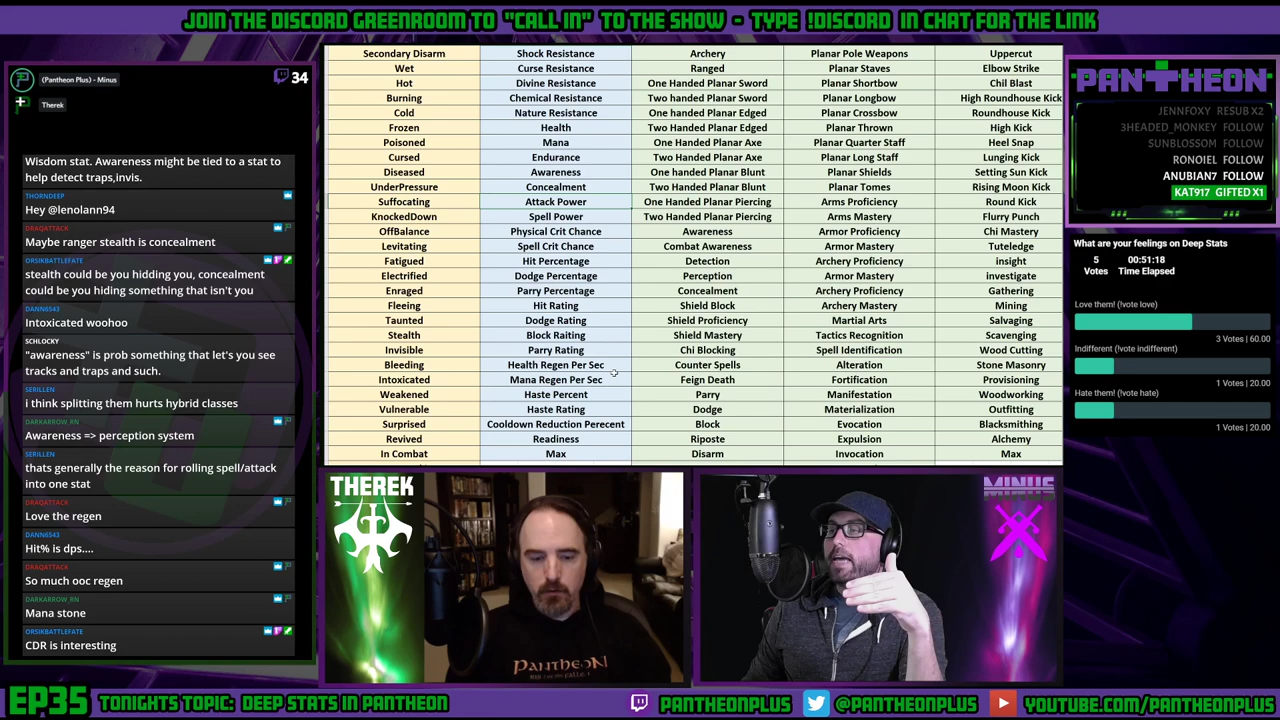 JOIN THE DISCORD GREENROOM TO "CALL IN" TO THE SHOW - TYPE !DISCORD IN CHAT FOR THE LINK
(Pantheon Plus) - Minus
34
Therek
Wisdom stat. Awareness might be tied to a stat to
help detect traps,invis.
THORNDEEP
Hey @lenolann94
DRAQATTACK
Maybe ranger stealth is concealment
ORSIKBATTLEFATE
stealth could be you hidding you, concealment
could be you hiding something that isn't you
DANN6543
Intoxicated woohoo
SCHLOCKY
"awareness" is prob something that let's you see
tracks and traps and such.
SERILLEN
i think splitting them hurts hybrid classes
DARKARROW_RN
Awareness => perception system
SERILLEN
thats generally the reason for rolling spell/attack
into one stat
DRAQATTACK
Love the regen
DANN6543
Hit% is dps....
DRAQATTACK
So much ooc regen
DARKARROW_RN
Mana stone
ORSIKBATTLEFATE
CDR is interesting
Secondary Disarm Shock Resistance Archery Planar Pole Weapons Uppercut
Wet Curse Resistance Ranged Planar Staves Elbow Strike
Hot Divine Resistance One Handed Planar Sword Planar Shortbow Chil Blast
Burning Chemical Resistance Two handed Planar Sword Planar Longbow High Roundhouse Kick
Cold Nature Resistance One handed Planar Edged Planar Crossbow Roundhouse Kick
Frozen Health Two Handed Planar Edged Planar Thrown High Kick
Poisoned Mana One Handed Planar Axe Planar Quarter Staff Heel Snap
Cursed Endurance Two Handed Planar Axe Planar Long Staff Lunging Kick
Diseased Awareness One handed Planar Blunt Planar Shields Setting Sun Kick
UnderPressure Concealment Two Handed Planar Blunt Planar Tomes Rising Moon Kick
Suffocating Attack Power One Handed Planar Piercing Arms Proficiency Round Kick
KnockedDown Spell Power Two Handed Planar Piercing Arms Mastery Flurry Punch
OffBalance Physical Crit Chance Awareness Armor Proficiency Chi Mastery
Levitating Spell Crit Chance Combat Awareness Armor Mastery Tuteledge
Fatigued Hit Percentage Detection Archery Proficiency insight
Electrified Dodge Percentage Perception Armor Mastery investigate
Enraged Parry Percentage Concealment Archery Proficiency Gathering
Fleeing Hit Rating Shield Block Archery Mastery Mining
Taunted Dodge Rating Shield Proficiency Martial Arts Salvaging
Stealth Block Raiting Shield Mastery Tactics Recognition Scavenging
Invisible Parry Rating Chi Blocking Spell Identification Wood Cutting
Bleeding Health Regen Per Sec Counter Spells Alteration Stone Masonry
Intoxicated Mana Regen Per Sec Feign Death Fortification Provisioning
Weakened Haste Percent Parry Manifestation Woodworking
Vulnerable Haste Rating Dodge Materialization Outfitting
Surprised Cooldown Reduction Perecent Block Evocation Blacksmithing
Revived Readiness Riposte Expulsion Alchemy
In Combat Max Disarm Invocation Max
PANTHEON
JENNFOXY RESUB X2
3HEADED_MONKEY FOLLOW
SUNBLOSSOM FOLLOW
RONOIEL FOLLOW
ANUBIAN7 FOLLOW
KAT917 GIFTED X1
What are your feelings on Deep Stats
5 00:51:18
Votes Time Elapsed
Love them! (!vote love)
3 Votes | 60.00
Indifferent (!vote indifferent)
1 Votes | 20.00
Hate them! (!vote hate)
1 Votes | 20.00
THEREK
PANTHEON
MINUS
EP.35 TONIGHTS TOPIC: DEEP STATS IN PANTHEON
PANTHEONPLUS @PANTHEONPLUS YOUTUBE.COM/PANTHEONPLUS